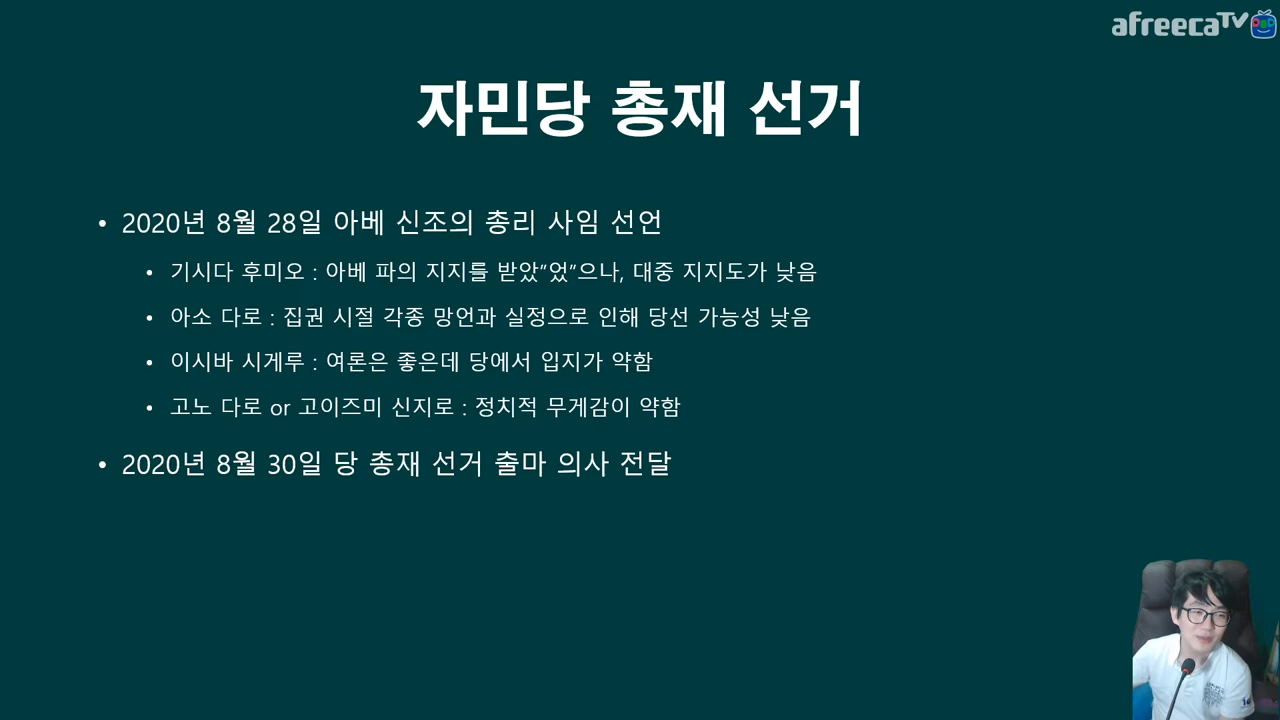 afreecaTV
자민당 총재 선거
• 2020년 8월 28일 아베 신조의 총리 사임 선언
• 기시다 후미오 : 아베 파의 지지를 받았"었"으나, 대중 지지도가 낮음
• 아소 다로 : 집권 시절 각종 망언과 실정으로 인해 당선 가능성 낮음
• 이시바 시게루 : 여론은 좋은데 당에서 입지가 약함
• 고노 다로 or 고이즈미 신지로 : 정치적 무게감이 약함
• 2020년 8월 30일 당 총재 선거 출마 의사 전달